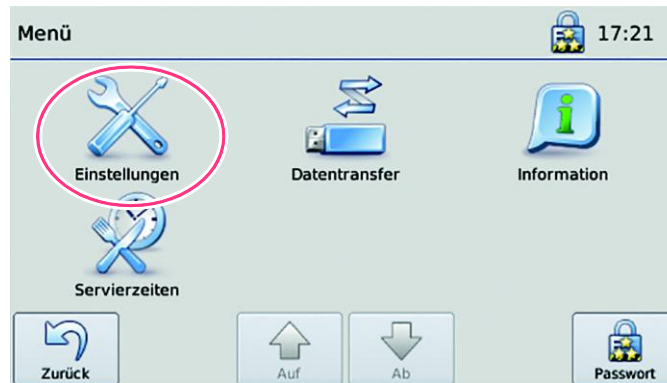 Menü 17:21
Einstellungen Datentransfer Information
Servierzeiten
Zurück Auf Ab Passwort